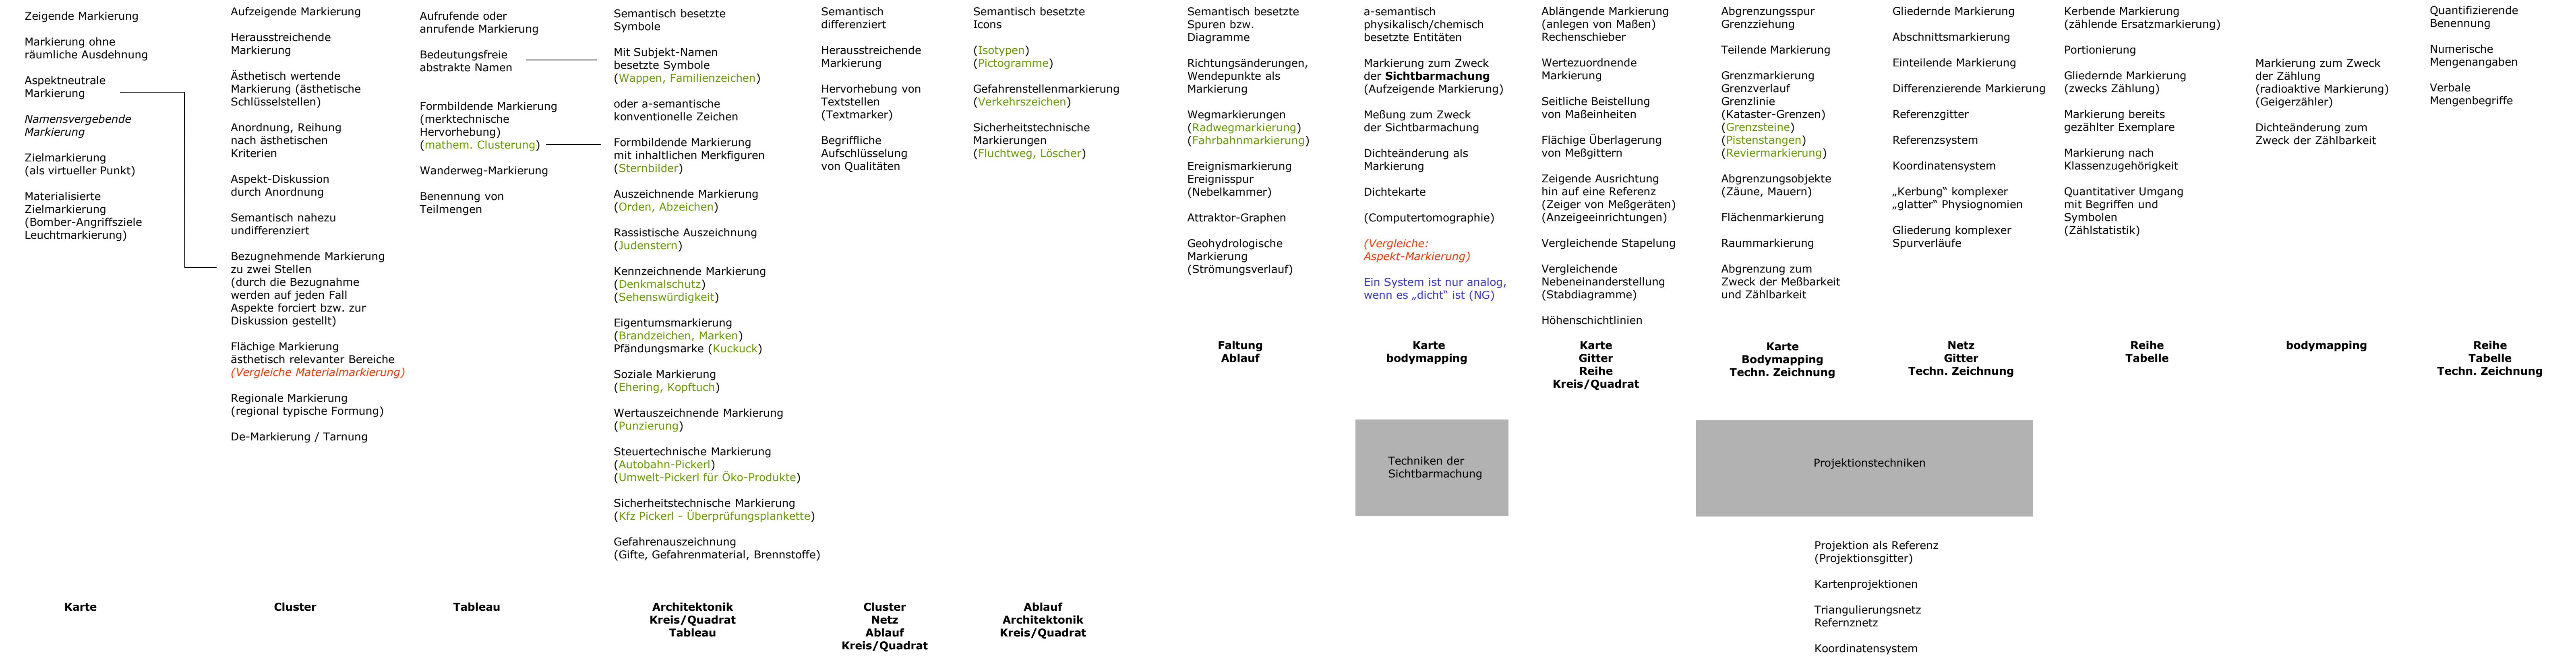 Zeigende Markierung
Markierung ohne
räumliche Ausdehnung
Aspektneutrale
Markierung
Namensvergebende
Markierung
Zielmarkierung
(als virtueller Punkt)
Materialisierte
Zielmarkierung
(Bomber-Angriffsziele
Leuchtmarkierung)
Karte
Aufzeigende Markierung
Herausstreichende
Markierung
Ästhetisch wertende
Markierung (ästhetische
Schlüsselstellen)
Anordnung, Reihung
nach ästhetischen
Kriterien
Aspekt-Diskussion
durch Anordnung
Semantisch nahezu
undifferenziert
Bezugnehmende Markierung
zu zwei Stellen
(durch die Bezugnahme
werden auf jeden Fall
Aspekte forciert bzw. zur
Diskussion gestellt)
Flächige Markierung
ästhetisch relevanter Bereiche
(Vergleiche Materialmarkierung)
Regionale Markierung
(regional typische Formung)
De-Markierung / Tarnung
Cluster
Aufrufende oder
anrufende Markierung
Bedeutungsfreie
abstrakte Namen
Formbildende Markierung
(merktechnische
Hervorhebung)
(mathem. Clusterung)
Wanderweg-Markierung
Benennung von
Teilmengen
Tableau
Semantisch besetzte
Symbole
Mit Subjekt-Namen
besetzte Symbole
(Wappen, Familienzeichen)
oder a-semantische
konventionelle Zeichen
Formbildende Markierung
mit inhaltlichen Merkfiguren
(Sternbilder)
Auszeichnende Markierung
(Orden, Abzeichen)
Rassistische Auszeichnung
(Judenstern)
Kennzeichnende Markierung
(Denkmalschutz)
(Sehenswürdigkeit)
Eigentumsmarkierung
(Brandzeichen, Marken)
Pfändungsmarke (Kuckuck)
Soziale Markierung
(Ehering, Kopftuch)
Wertauszeichnende Markierung
(Punzierung)
Steuertechnische Markierung
(Autobahn-Pickerl)
(Umwelt-Pickerl für Öko-Produkte)
Sicherheitstechnische Markierung
(Kfz Pickerl - Überprüfungsplankette)
Gefahrenauszeichnung
(Gifte, Gefahrenmaterial, Brennstoffe)
Architektonik
Kreis/Quadrat
Tableau
Semantisch
differenziert
Herausstreichende
Markierung
Hervorhebung von
Textstellen
(Textmarker)
Begriffliche
Aufschlüsselung
von Qualitäten
Cluster
Netz
Ablauf
Kreis/Quadrat
Semantisch besetzte
Icons
(Isotypen)
(Pictogramme)
Gefahrenstellenmarkierung
(Verkehrszeichen)
Sicherheitstechnische
Markierungen
(Fluchtweg, Löscher)
Ablauf
Architektonik
Kreis/Quadrat
Semantisch besetzte
Spuren bzw.
Diagramme
Richtungsänderungen,
Wendepunkte als
Markierung
Wegmarkierungen
(Radwegmarkierung)
(Fahrbahnmarkierung)
Ereignismarkierung
Ereignisspur
(Nebelkammer)
Attraktor-Graphen
Geohydrologische
Markierung
(Strömungsverlauf)
Faltung
Ablauf
a-semantisch
physikalisch/chemisch
besetzte Entitäten
Markierung zum Zweck
der Sichtbarmachung
(Aufzeigende Markierung)
Meßung zum Zweck
der Sichtbarmachung
Dichteänderung als
Markierung
Dichtekarte
(Computertomographie)
(Vergleiche:
Aspekt-Markierung)
Ein System ist nur analog,
wenn es „dicht“ ist (NG)
Karte
bodymapping
Techniken der
Sichtbarmachung
Ablängende Markierung
(anlegen von Maßen)
Rechenschieber
Wertezuordnende
Markierung
Seitliche Beistellung
von Maßeinheiten
Flächige Überlagerung
von Meßgittern
Zeigende Ausrichtung
hin auf eine Referenz
(Zeiger von Meßgeräten)
(Anzeigeeinrichtungen)
Vergleichende Stapelung
Vergleichende
Nebeneinanderstellung
(Stabdiagramme)
Höhenschichtlinien
Karte
Gitter
Reihe
Kreis/Quadrat
Abgrenzungsspur
Grenzziehung
Teilende Markierung
Grenzmarkierung
Grenzverlauf
Grenzlinie
(Kataster-Grenzen)
(Grenzsteine)
(Pistenstangen)
(Reviermarkierung)
Abgrenzungsobjekte
(Zäune, Mauern)
Flächenmarkierung
Raummarkierung
Abgrenzung zum
Zweck der Meßbarkeit
und Zählbarkeit
Karte
Bodymapping
Techn. Zeichnung
Gliedernde Markierung
Abschnittsmarkierung
Einteilende Markierung
Differenzierende Markierung
Referenzgitter
Referenzsystem
Koordinatensystem
„Kerbung“ komplexer
„glatter“ Physiognomien
Gliederung komplexer
Spurverläufe
Netz
Gitter
Techn. Zeichnung
Projektionstechniken
Projektion als Referenz
(Projektionsgitter)
Kartenprojektionen
Triangulierungsnetz
Refernznetz
Koordinatensystem
Kerbende Markierung
(zählende Ersatzmarkierung)
Portionierung
Gliedernde Markierung
(zwecks Zählung)
Markierung bereits
gezählter Exemplare
Markierung nach
Klassenzugehörigkeit
Quantitativer Umgang
mit Begriffen und
Symbolen
(Zählstatistik)
Reihe
Tabelle
Markierung zum Zweck
der Zählung
(radioaktive Markierung)
(Geigerzähler)
Dichteänderung zum
Zweck der Zählbarkeit
bodymapping
Quantifizierende
Benennung
Numerische
Mengenangaben
Verbale
Mengenbegriffe
Reihe
Tabelle
Techn. Zeichnung